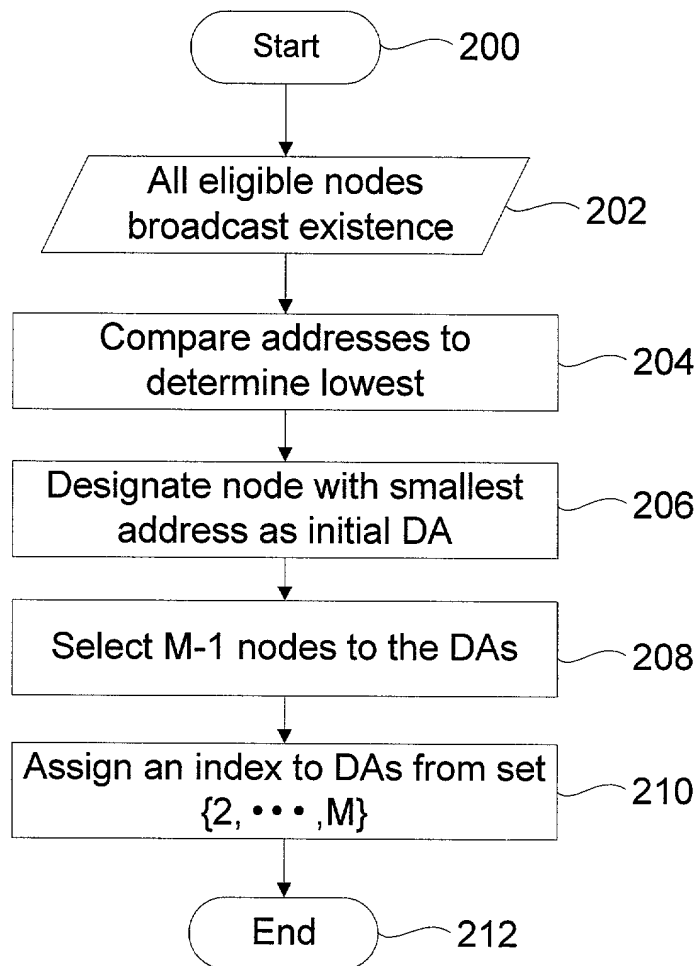 Start
200
All eligible nodes
broadcast existence
202
Compare addresses to
determine lowest
204
Designate node with smallest
address as initial DA
206
Select M-1 nodes to the DAs
208
Assign an index to DAs from set
{2, • • • ,M}
210
End
212